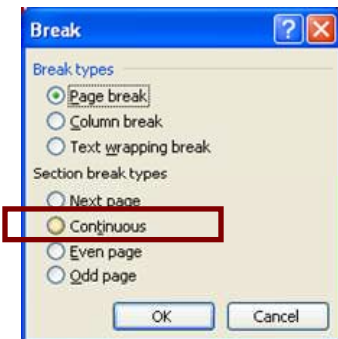 Break
Break types
Page break
Column break
Text wrapping break
Section break types
Next page
Continuous
Even page
Odd page
OK Cancel